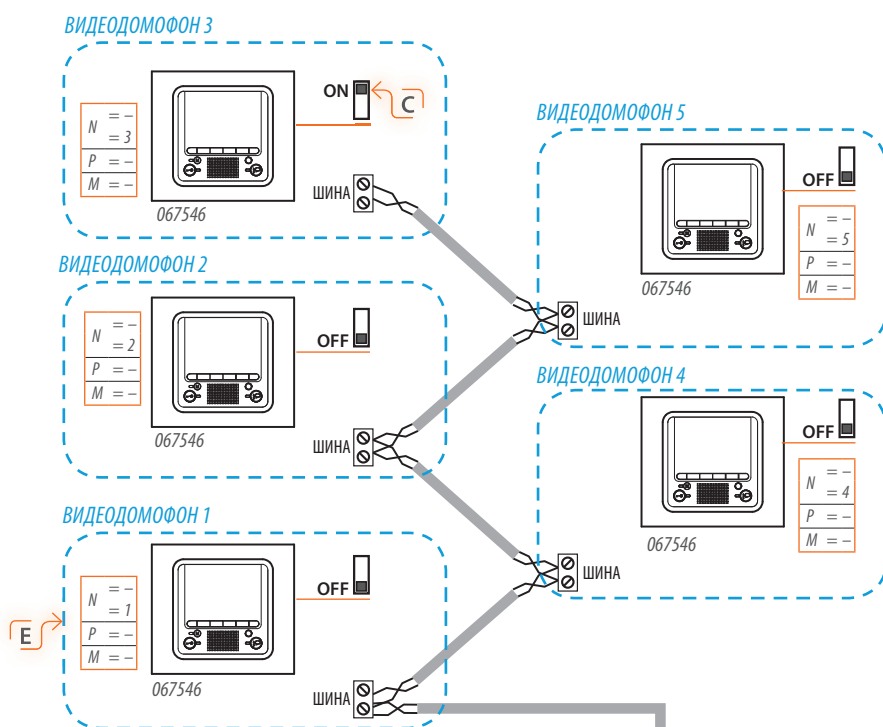 ВИДЕОДОМОФОН 3
ON
C
N = –
= 3
P = –
M = –
067546
ШИНА
ВИДЕОДОМОФОН 5
OFF
N = –
= 5
P = –
M = –
067546
ШИНА
ВИДЕОДОМОФОН 2
OFF
N = –
= 2
P = –
M = –
067546
ШИНА
ВИДЕОДОМОФОН 4
OFF
N = –
= 4
P = –
M = –
067546
ШИНА
ВИДЕОДОМОФОН 1
OFF
E
N = –
= 1
P = –
M = –
067546
ШИНА